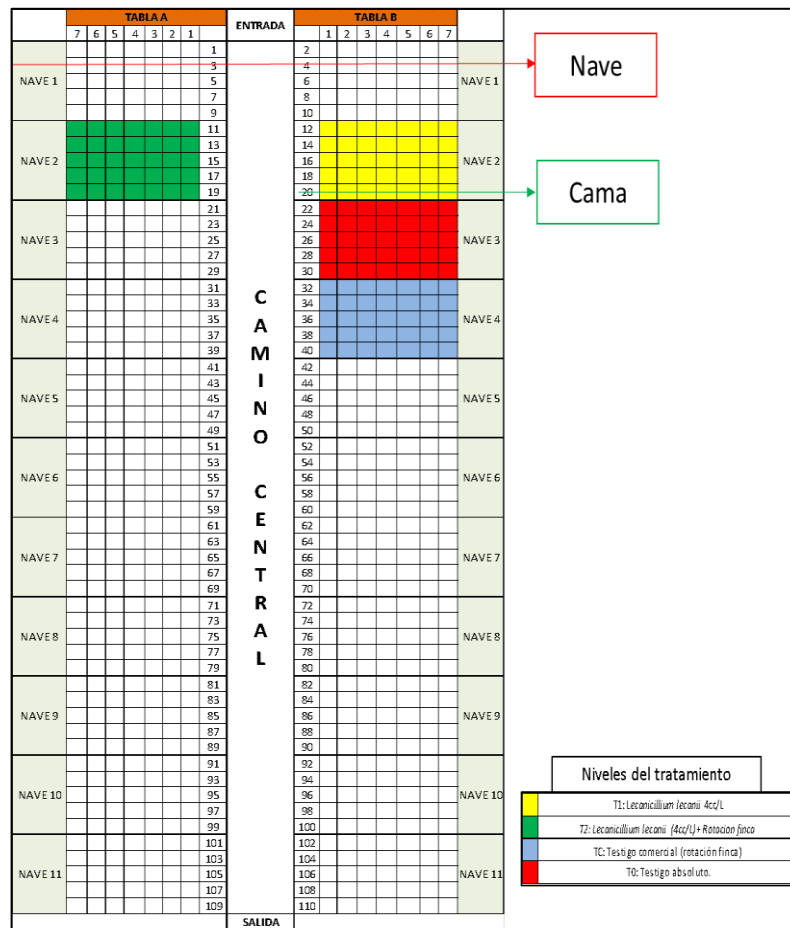 TABLA A ENTRADA TABLA B
7 6 5 4 3 2 1 1 2 3 4 5 6 7
NAVE 1 NAVE 1
1 2
3 4
5 6
7 8
9 10
NAVE 2 NAVE 2
11 12
13 14
15 16
17 18
19 20
NAVE 3 NAVE 3
21 22
23 24
25 26
27 28
29 30
NAVE 4 NAVE 4
31 32
33 34
35 36
37 38
39 40
NAVE 5 NAVE 5
41 42
43 44
45 46
47 48
49 50
NAVE 6 NAVE 6
51 52
53 54
55 56
57 58
59 60
NAVE 7 NAVE 7
61 62
63 64
65 66
67 68
69 70
NAVE 8 NAVE 8
71 72
73 74
75 76
77 78
79 80
NAVE 9 NAVE 9
81 82
83 84
85 86
87 88
89 90
NAVE 10 NAVE 10
91 92
93 94
95 96
97 98
99 100
NAVE 11 NAVE 11
101 102
103 104
105 106
107 108
109 110
CAMINO CENTRAL
SALIDA
Nave
Cama
Niveles del tratamiento
T1: Lecanicillium lecanii 4cc/L
T2: Lecanicillium lecanii (4cc/L)+ Rotacion finca
TC: Testigo comercial (rotación finca)
T0: Testigo absoluto.